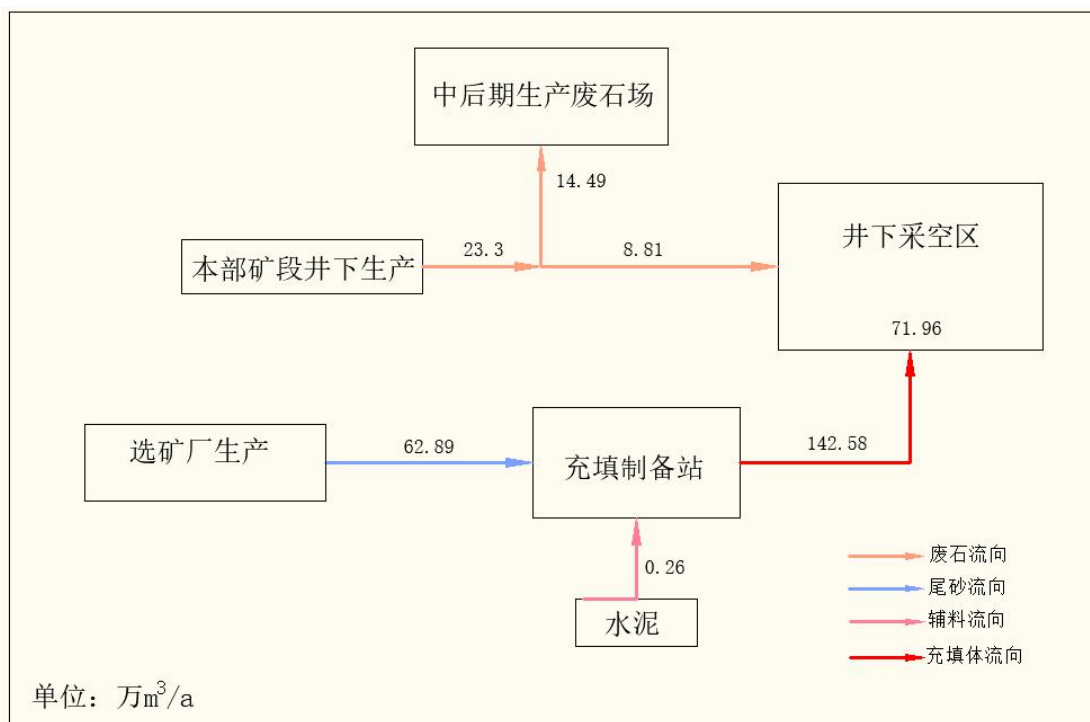 中后期生产废石场
14.49
井下采空区
本部矿段井下生产
23.3
8.81
71.96
选矿厂生产
62.89
充填制备站
142.58
0.26
水泥
废石流向
尾砂流向
辅料流向
充填体流向
单位：万m³/a